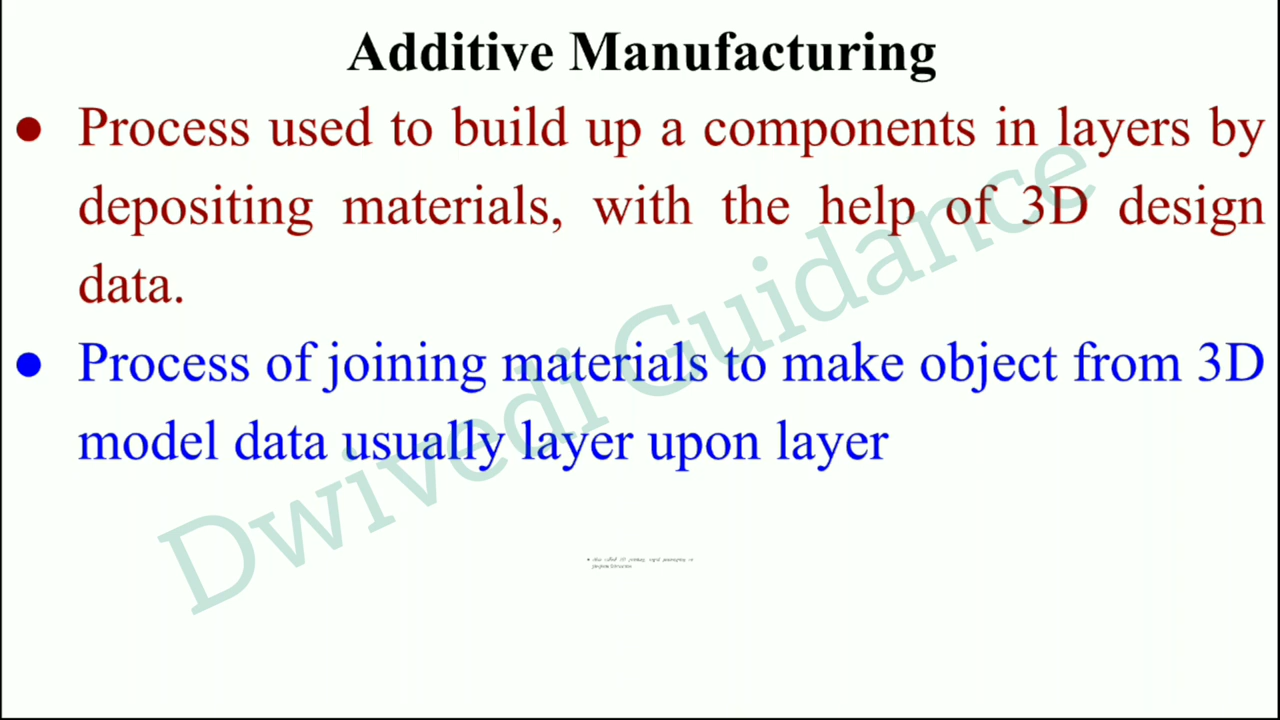 Additive Manufacturing
● Process used to build up a components in layers by
depositing materials, with the help of 3D design
data.
● Process of joining materials to make object from 3D
model data usually layer upon layer
Dwivedi Guidance